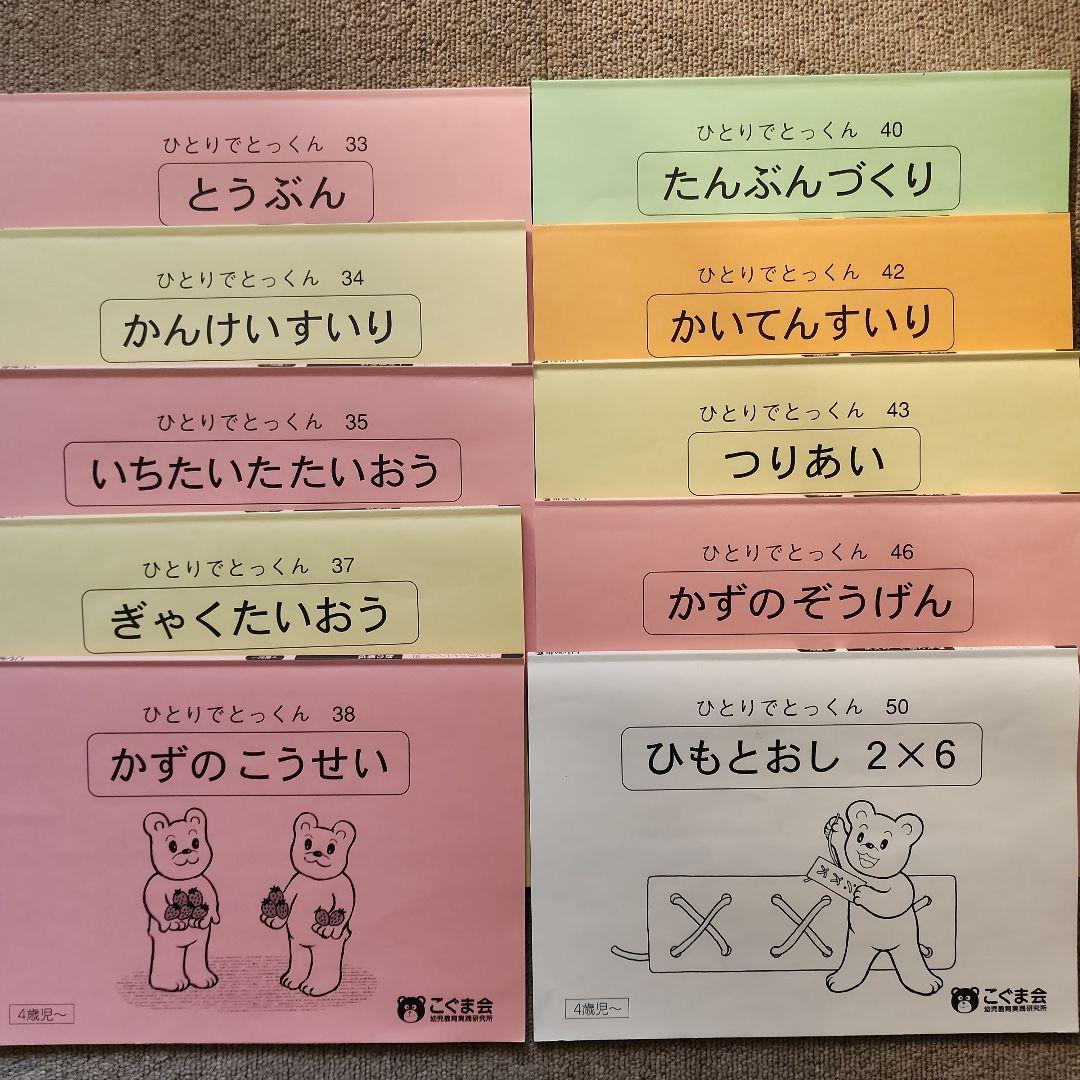 ひとりでとっくん 33
とうぶん
ひとりでとっくん 34
かんけいすいり
ひとりでとっくん 35
いちたいたたいおう
ひとりでとっくん 37
ぎゃくたいおう
ひとりでとっくん 38
かずのこうせい
4歳児～
こぐま会
幼児教育実践研究所
ひとりでとっくん 40
たんぶんづくり
ひとりでとっくん 42
かいてんすいり
ひとりでとっくん 43
つりあい
ひとりでとっくん 46
かずのぞうげん
ひとりでとっくん 50
ひもとおし 2×6
4歳児～
こぐま会
幼児教育実践研究所